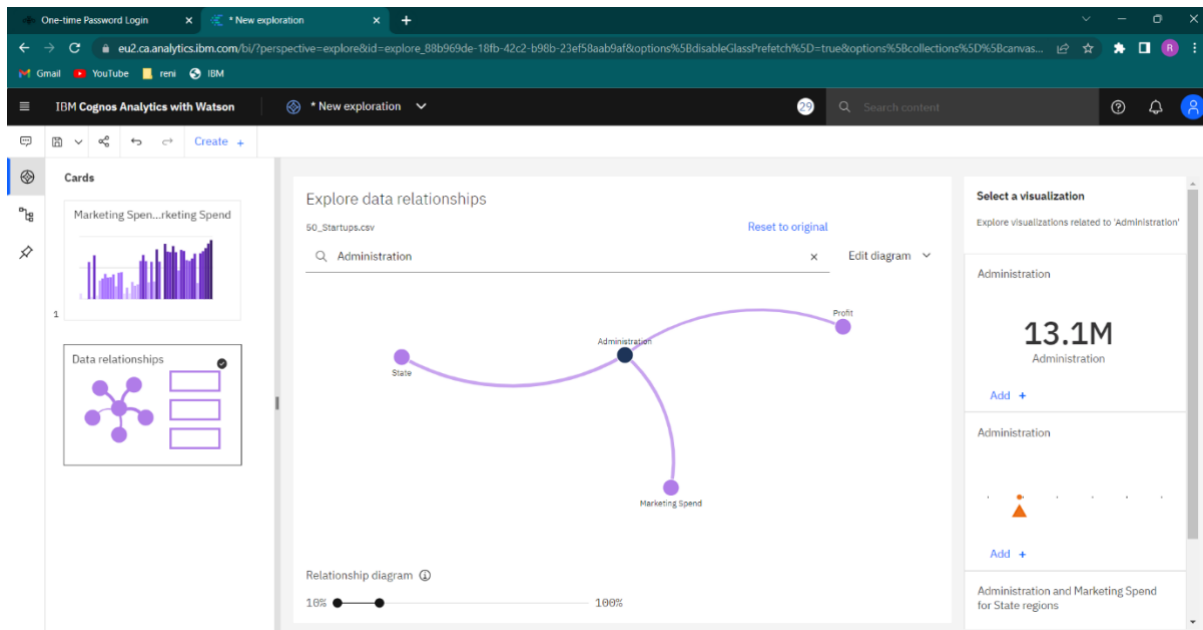 One-time Password Login
* New exploration
eu2.ca.analytics.ibm.com/bi/?perspective=explore&id=explore_88b969de-18fb-42c2-b98b-23ef58aab9af&options%5BdisableGlassPrefetch%5D=true&options%5Bcollections%5D%5Bcanvas...
R
Gmail YouTube reni IBM
IBM Cognos Analytics with Watson
* New exploration
29
Search content
Create +
Cards
Marketing Spen...rketing Spend
1
Data relationships
Explore data relationships
50_Startups.csv
Reset to original
Administration
Edit diagram
Profit
Administration
State
Marketing Spend
Relationship diagram
10%
100%
Select a visualization
Explore visualizations related to 'Administration'
Administration
13.1M
Administration
Add +
Administration
Add +
Administration and Marketing Spend
for State regions